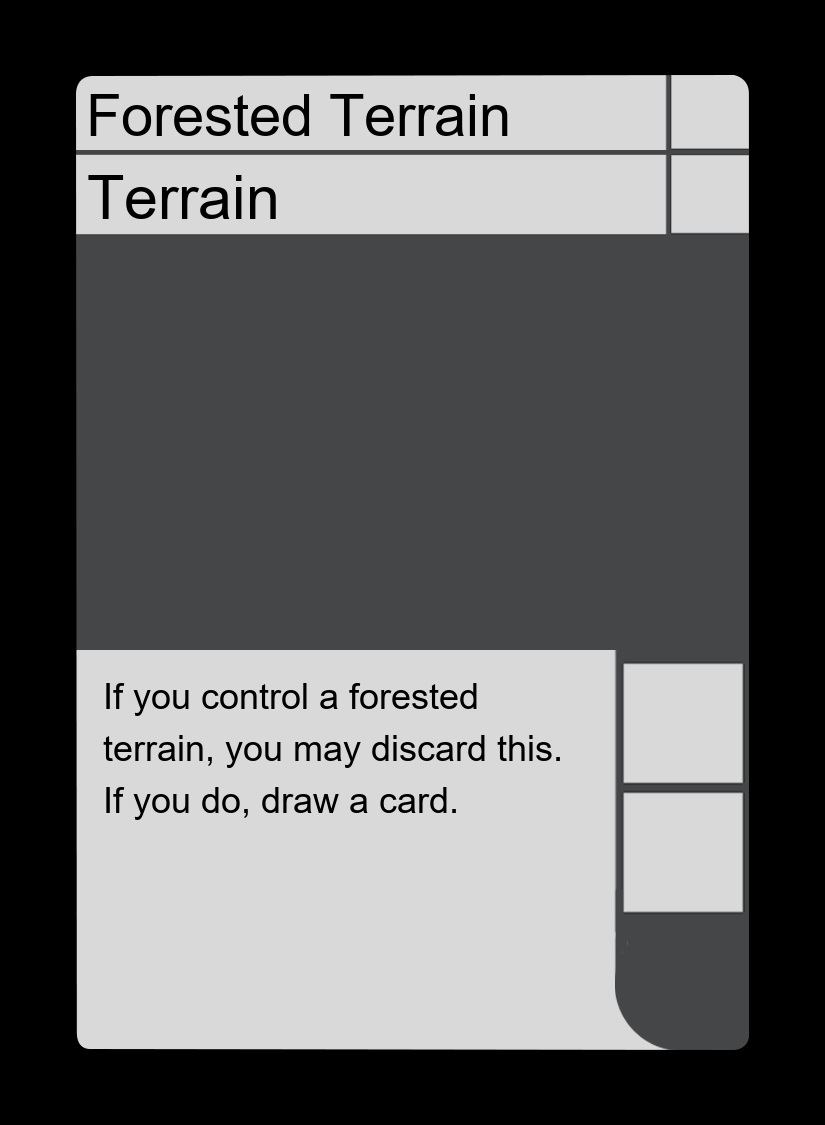 Forested Terrain
Terrain
If you control a forested
terrain, you may discard this.
If you do, draw a card.